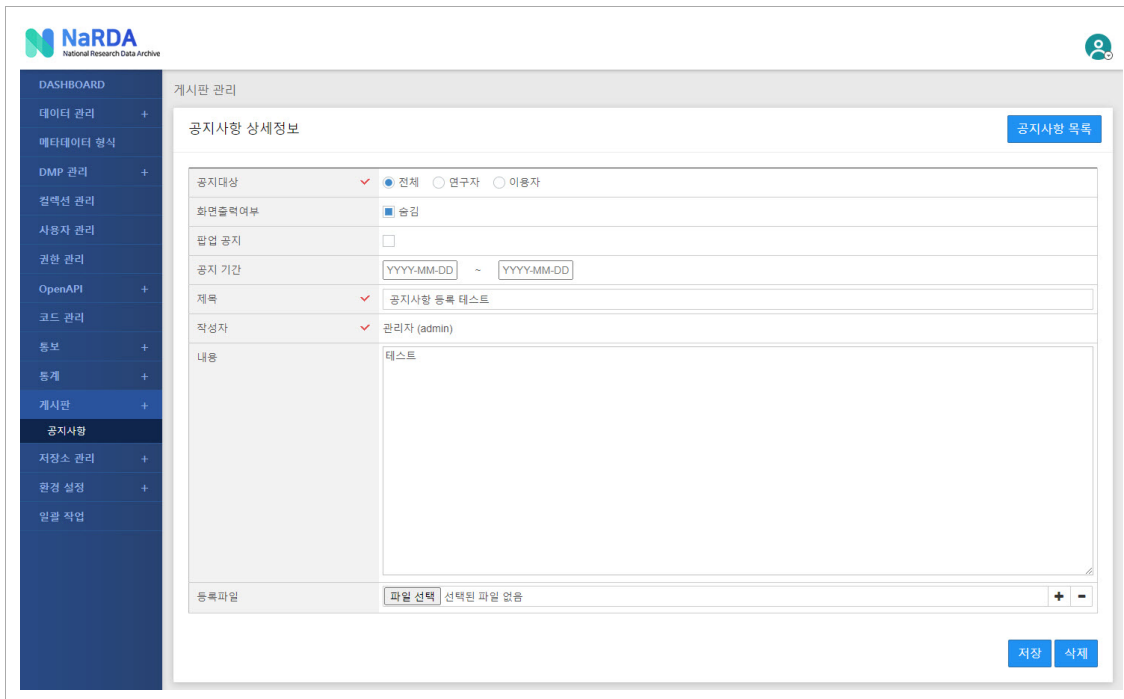 NaRDA
National Research Data Archive
DASHBOARD
데이터 관리 +
메타데이터 형식
DMP 관리 +
컬렉션 관리
사용자 관리
권한 관리
OpenAPI +
코드 관리
통보 +
통계 +
게시판 +
공지사항
저장소 관리 +
환경 설정 +
일괄 작업
게시판 관리
공지사항 상세정보
공지사항 목록
공지대상 전체 연구자 이용자
화면출력여부 숨김
팝업 공지
공지 기간 YYYY-MM-DD ~ YYYY-MM-DD
제목 공지사항 등록 테스트
작성자 관리자 (admin)
내용 테스트
등록파일 파일 선택 선택된 파일 없음 + -
저장 삭제